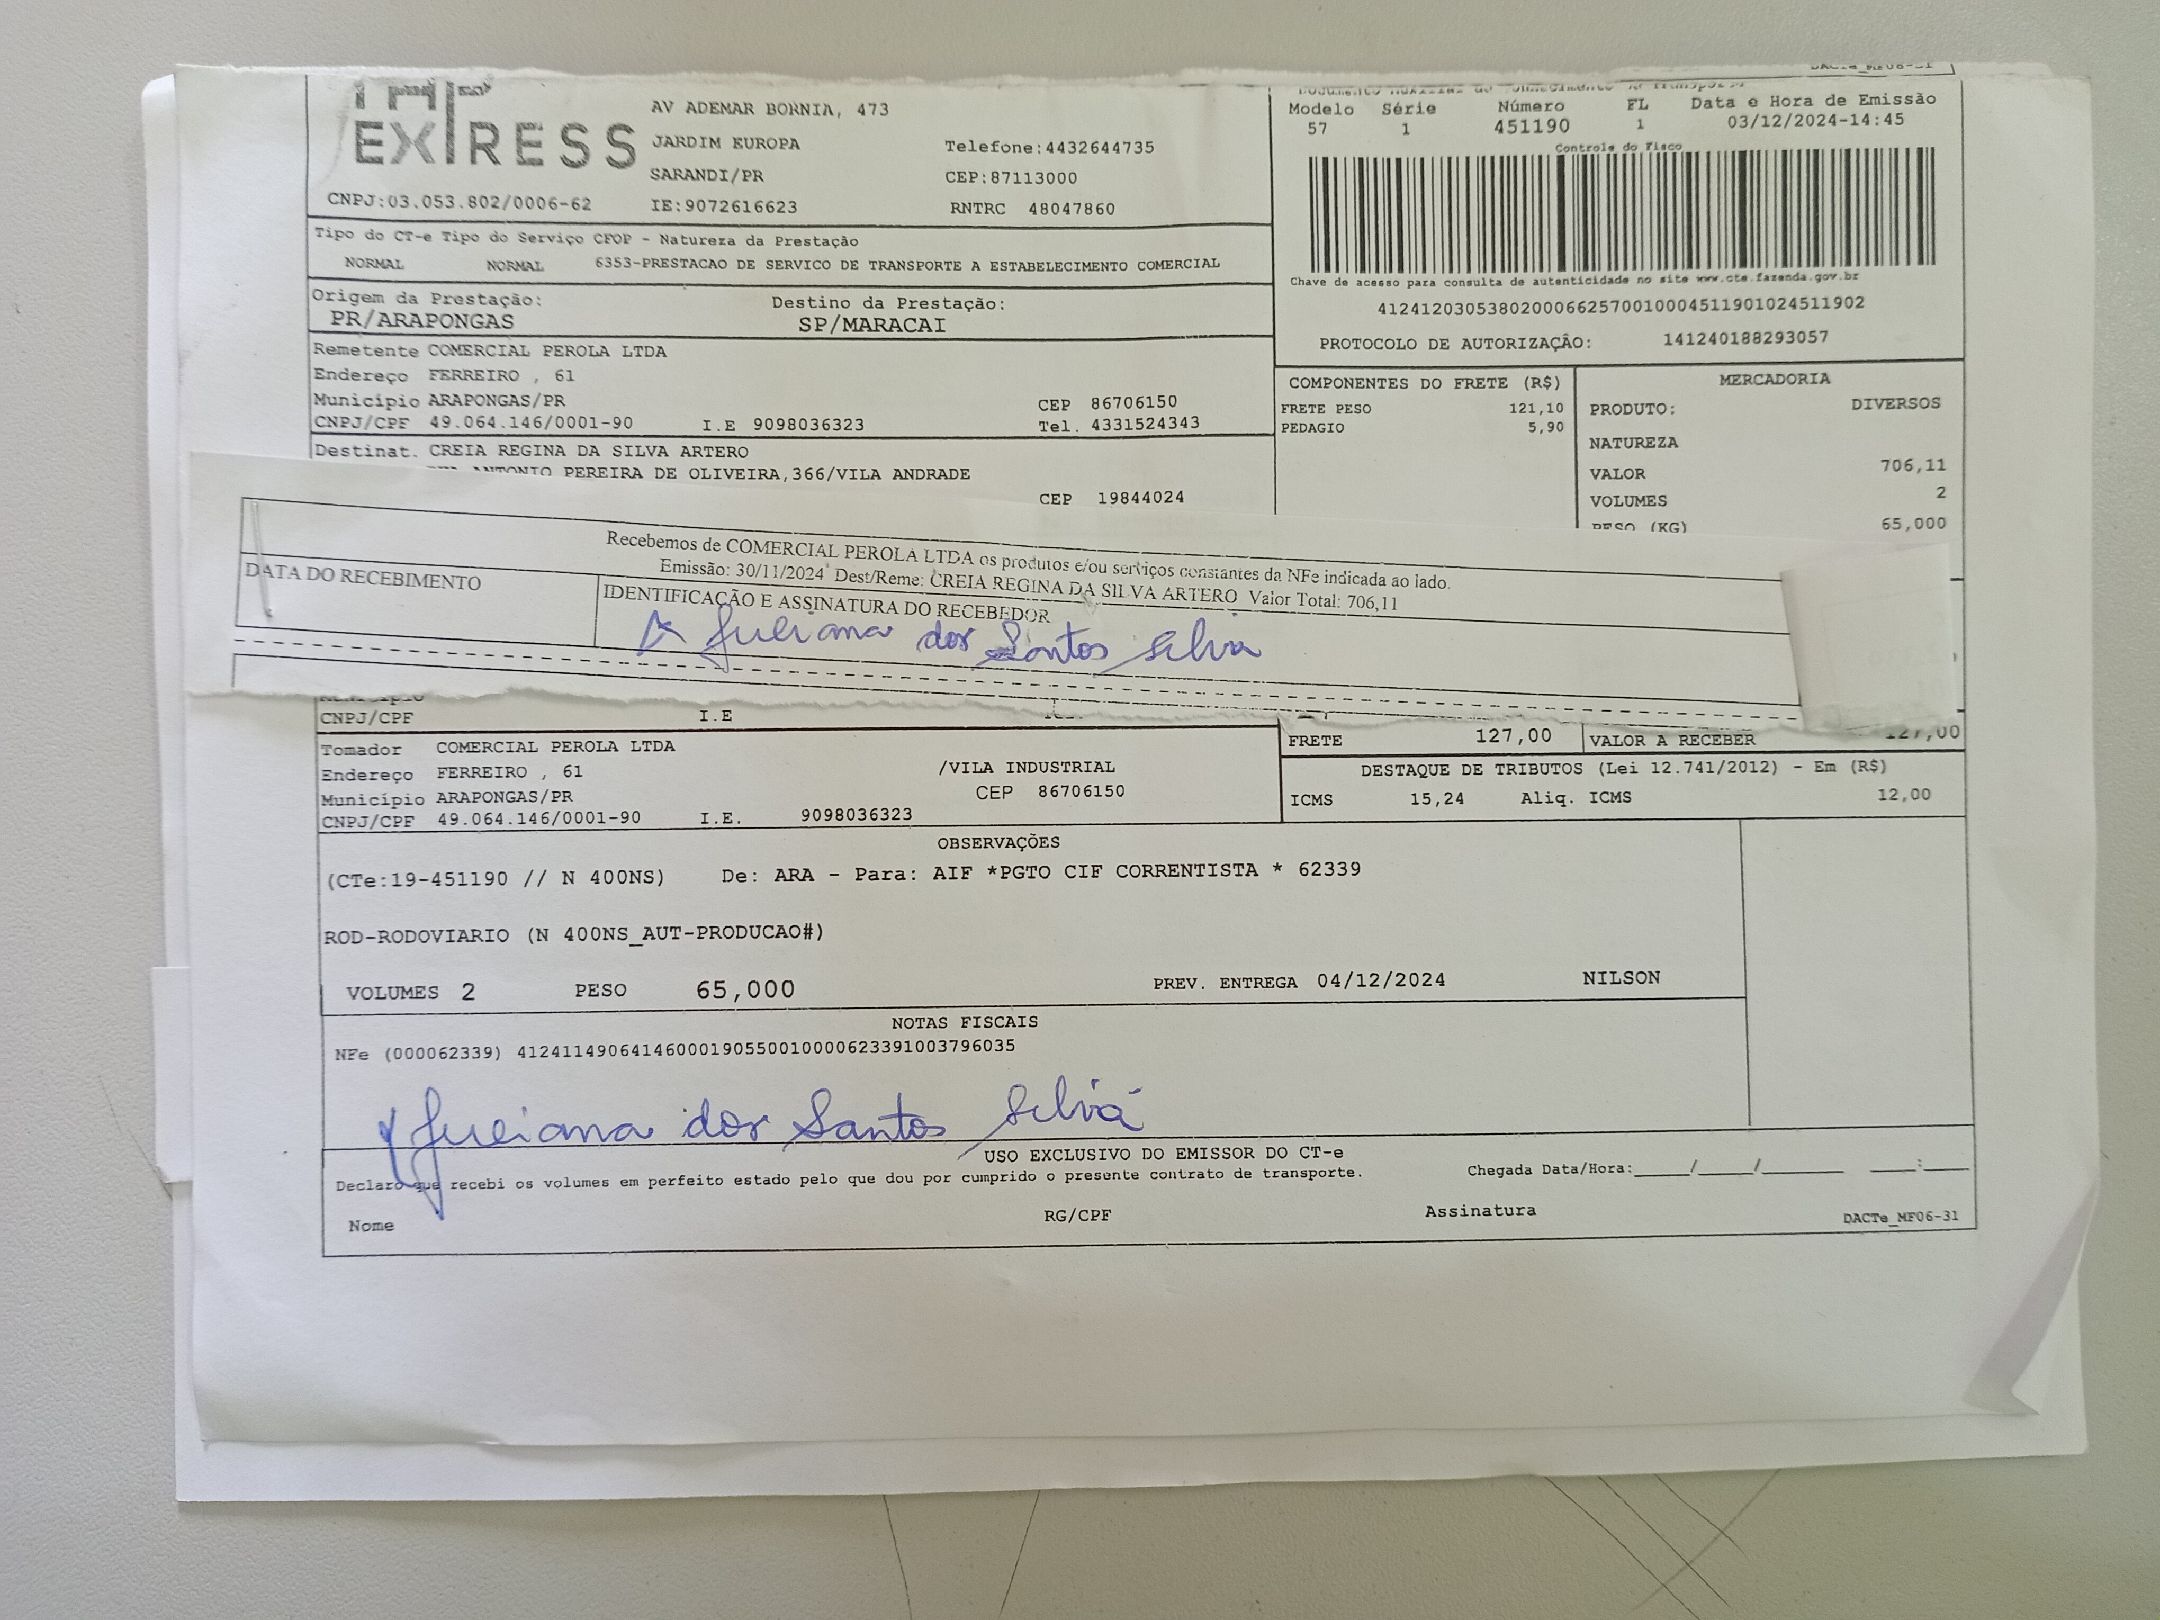 EXPRESS
AV ADEMAR BORNIA, 473
JARDIM EUROPA
Telefone:4432644735
SARANDI/PR
CEP:87113000
CNPJ:03.053.802/0006-62
IE:9072616623
RNTRC 48047860
Modelo Série Número FL Data e Hora de Emissão
57 1 451190 1 03/12/2024-14:45
Controle do Fisco
Chave de acesso para consulta de autenticidade no site www.cte.fazenda.gov.br
41241203053802000662570010004511901024511902
PROTOCOLO DE AUTORIZAÇÃO: 141240188293057
Tipo do CT-e Tipo do Serviço CFOP - Natureza da Prestação
NORMAL NORMAL 6353-PRESTACAO DE SERVICO DE TRANSPORTE A ESTABELECIMENTO COMERCIAL
Origem da Prestação: Destino da Prestação:
PR/ARAPONGAS SP/MARACAI
Remetente COMERCIAL PEROLA LTDA
Endereço FERREIRO , 61
Município ARAPONGAS/PR CEP 86706150
CNPJ/CPF 49.064.146/0001-90 I.E 9098036323 Tel. 4331524343
Destinat. CREIA REGINA DA SILVA ARTERO
ANTONIO PEREIRA DE OLIVEIRA,366/VILA ANDRADE
CEP 19844024
COMPONENTES DO FRETE (R$)
FRETE PESO 121,10
PEDAGIO 5,90
MERCADORIA
PRODUTO: DIVERSOS
NATUREZA
VALOR 706,11
VOLUMES 2
PESO (KG) 65,000
Recebemos de COMERCIAL PEROLA LTDA os produtos e/ou serviços constantes da NFe indicada ao lado.
Emissão: 30/11/2024 Dest/Reme: CREIA REGINA DA SILVA ARTERO Valor Total: 706,11
DATA DO RECEBIMENTO
IDENTIFICAÇÃO E ASSINATURA DO RECEBEDOR
Juliana dos Santos Silva
CNPJ/CPF I.E
FRETE 127,00 VALOR A RECEBER 127,00
Tomador COMERCIAL PEROLA LTDA
Endereço FERREIRO , 61 /VILA INDUSTRIAL
Município ARAPONGAS/PR CEP 86706150
CNPJ/CPF 49.064.146/0001-90 I.E. 9098036323
DESTAQUE DE TRIBUTOS (Lei 12.741/2012) - Em (R$)
ICMS 15,24 Aliq. ICMS 12,00
OBSERVAÇÕES
(CTe:19-451190 // N 400NS) De: ARA - Para: AIF *PGTO CIF CORRENTISTA * 62339
ROD-RODOVIARIO (N 400NS_AUT-PRODUCAO#)
VOLUMES 2 PESO 65,000 PREV. ENTREGA 04/12/2024 NILSON
NOTAS FISCAIS
NFe (000062339) 41241149064146000190550010000623391003796035
Juliana dos Santos Silva
USO EXCLUSIVO DO EMISSOR DO CT-e
Declaro que recebi os volumes em perfeito estado pelo que dou por cumprido o presente contrato de transporte.
Chegada Data/Hora:_____/_____/_______ ____:____
Nome RG/CPF Assinatura
DACTe_MF06-31